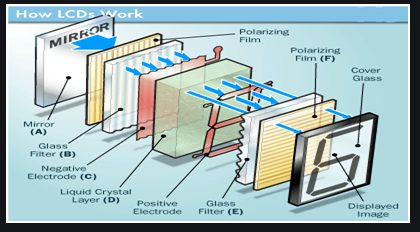 How LCDs Work
MIRROR
Polarizing
Film
Polarizing
Film (F)
Cover
Glass
Mirror
(A)
Glass
Filter (B)
Negative
Electrode (C)
Liquid Crystal
Layer (D)
Positive
Electrode
Glass
Filter (E)
Displayed
Image